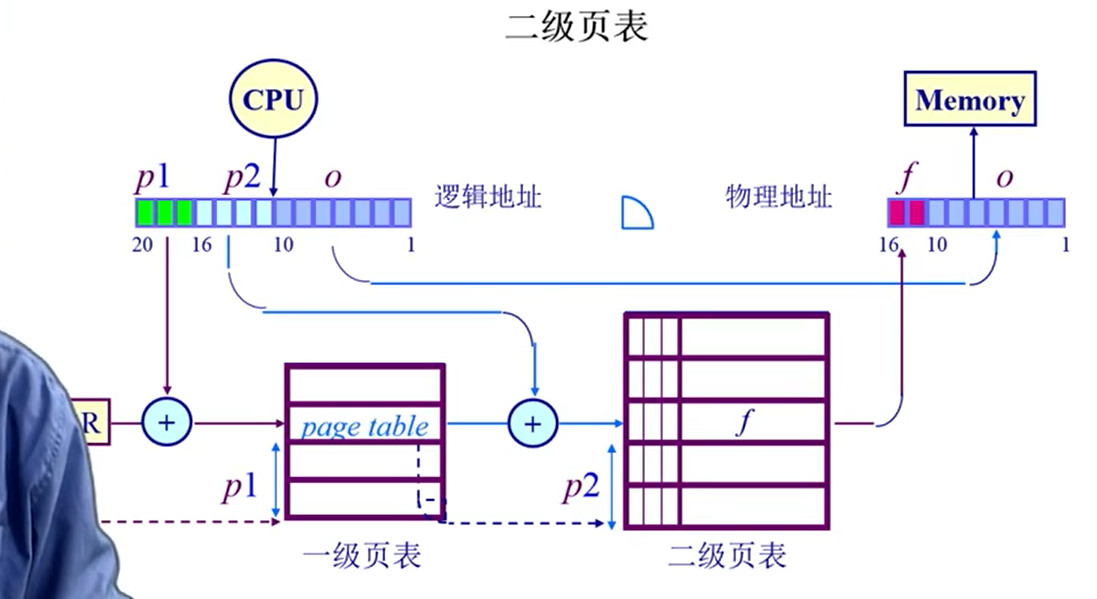 二级页表
CPU
Memory
p1 p2 o
逻辑地址
物理地址
f o
20 16 10 1
16 10 1
R
+
page table
+
f
p1
p2
一级页表
二级页表